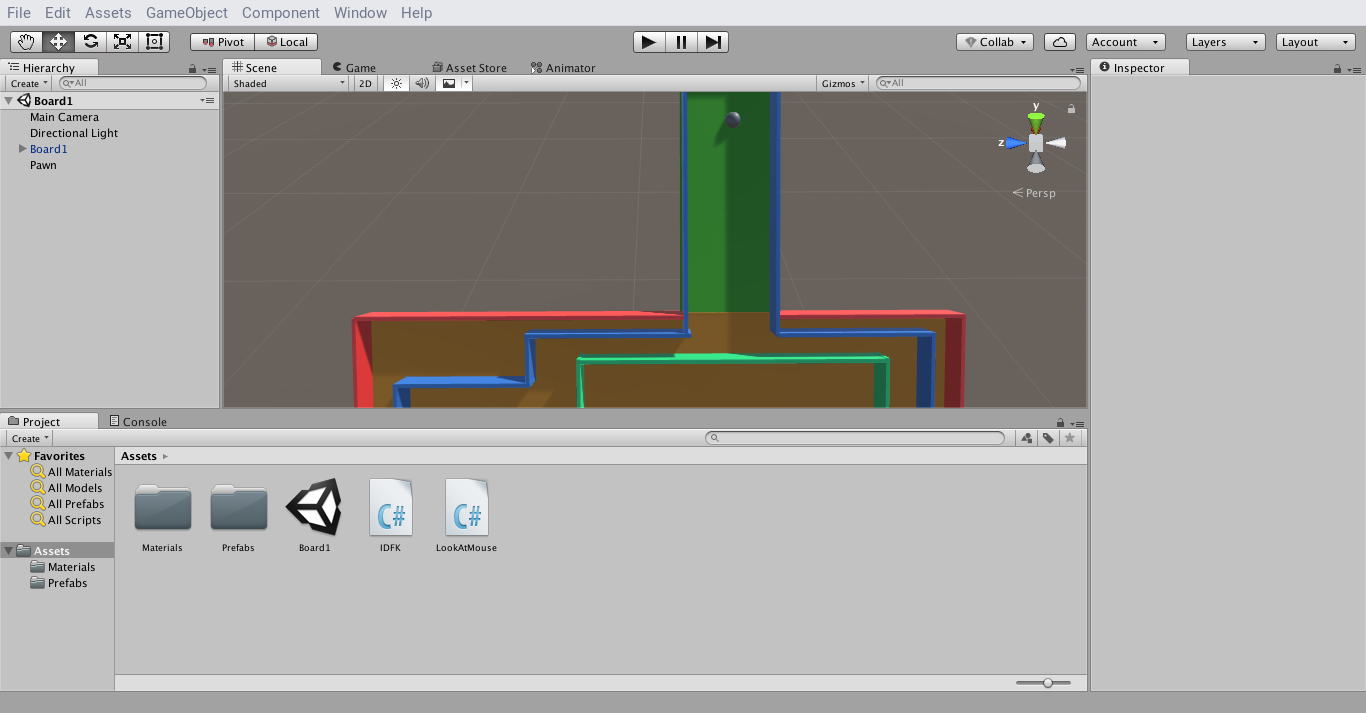 File Edit Assets GameObject Component Window Help
Pivot Local Collab Account Layers Layout
Hierarchy
Create All
Board1
Main Camera
Directional Light
Board1
Pawn
Scene Game Asset Store Animator
Shaded 2D Gizmos All
y
z
Persp
Inspector
Project Console
Create
Favorites
All Materials
All Models
All Prefabs
All Scripts
Assets
Materials
Prefabs
Assets
Materials Prefabs Board1 IDFK LookAtMouse
C# C#